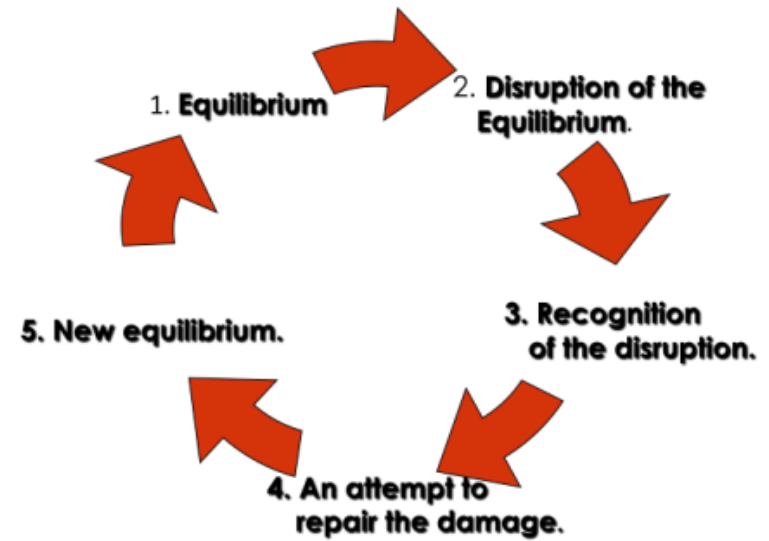 1. Equilibrium
2. Disruption of the
Equilibrium.
3. Recognition
of the disruption.
4. An attempt to
repair the damage.
5. New equilibrium.